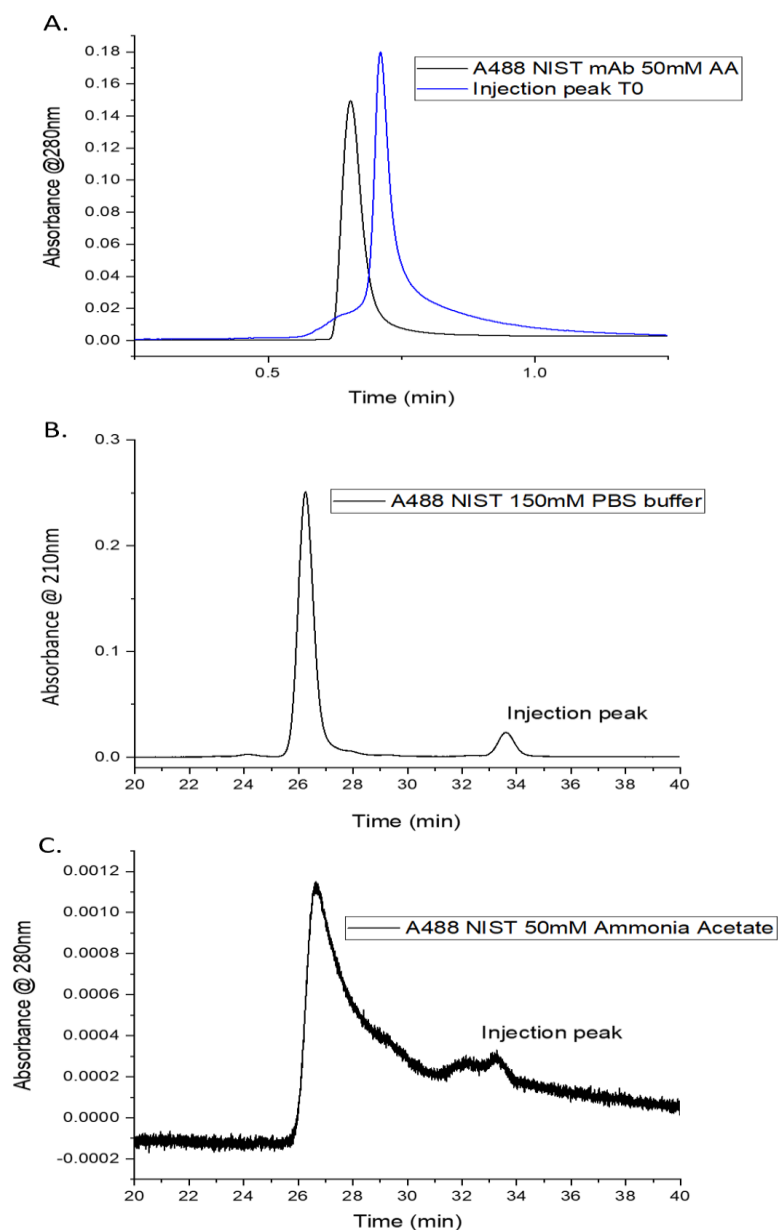 A.
0.18
0.16
0.14
0.12
0.10
0.08
0.06
0.04
0.02
0.00
Absorbance @280nm
A488 NIST mAb 50mM AA
Injection peak T0
0.5 1.0
Time (min)
B.
0.3
0.2
0.1
0.0
Absorbance @ 210nm
A488 NIST 150mM PBS buffer
Injection peak
20 22 24 26 28 30 32 34 36 38 40
Time (min)
C.
0.0012
0.0010
0.0008
0.0006
0.0004
0.0002
0.0000
-0.0002
Absorbance @ 280nm
A488 NIST 50mM Ammonia Acetate
Injection peak
20 22 24 26 28 30 32 34 36 38 40
Time (min)